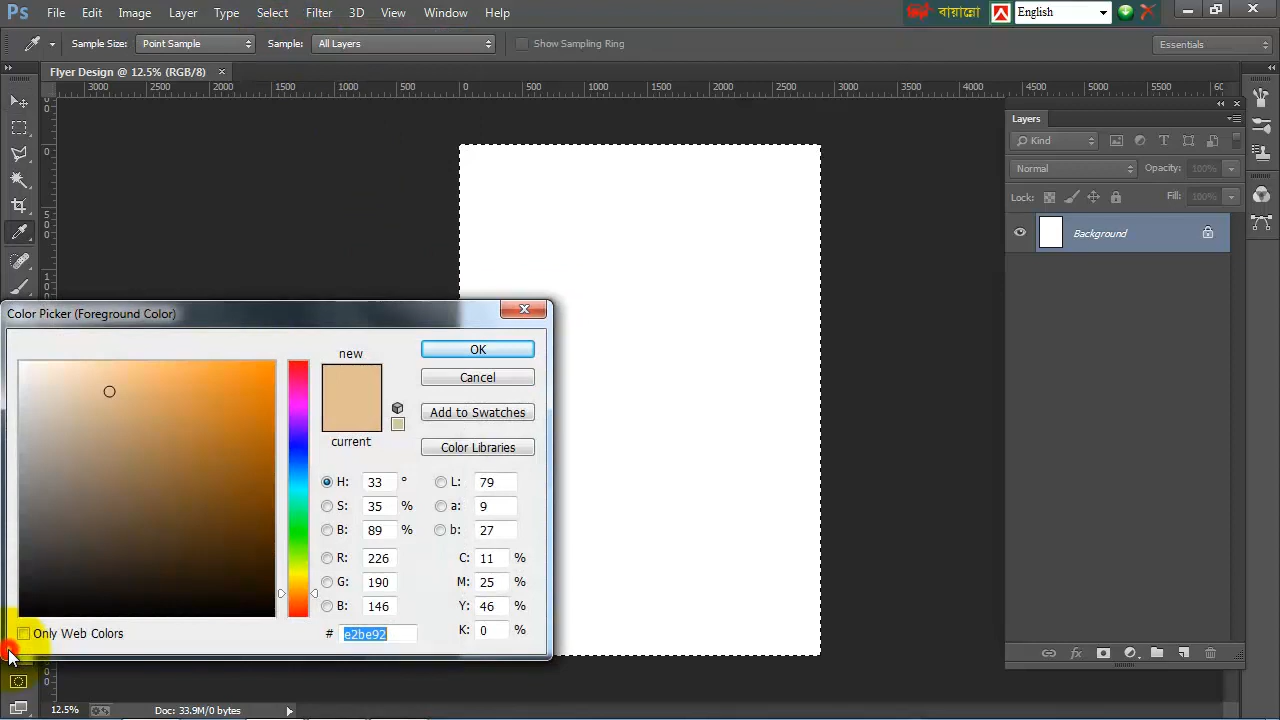 Ps File Edit Image Layer Type Select Filter 3D View Window Help বায়ান্নো English
Sample Size: Point Sample Sample: All Layers Show Sampling Ring Essentials
Flyer Design @ 12.5% (RGB/8)
3000 2500 2000 1500 1000 500 0 500 1000 1500 2000 2500 3000 3500 4000 4500 5000 5500
Layers
Kind
Normal Opacity: 100%
Lock: Fill: 100%
Background
Color Picker (Foreground Color)
new
OK
Cancel
Add to Swatches
current
Color Libraries
H: 33 ° L: 79
S: 35 % a: 9
B: 89 % b: 27
R: 226 C: 11 %
G: 190 M: 25 %
B: 146 Y: 46 %
# e2be92 K: 0 %
Only Web Colors
12.5% Doc: 33.9M/0 bytes